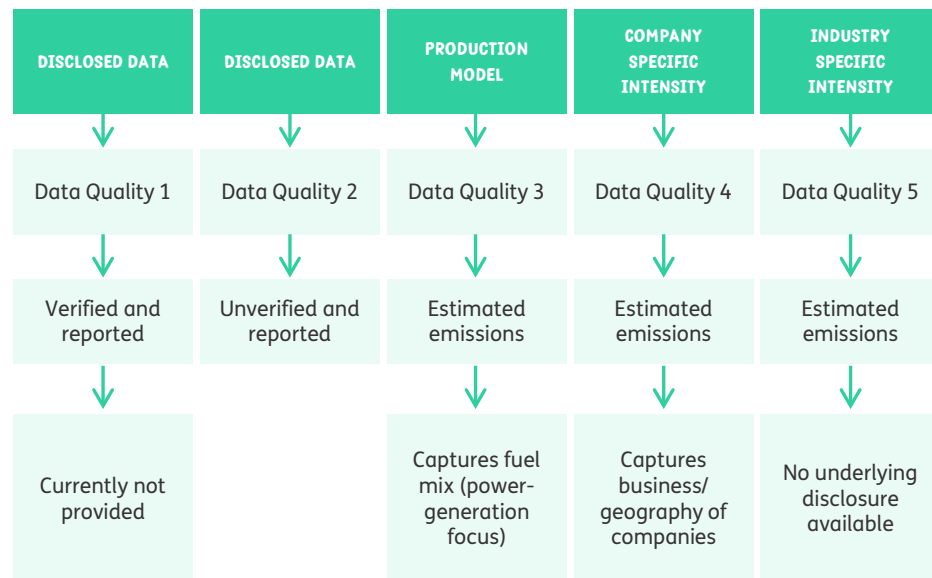 DISCLOSED DATA
DISCLOSED DATA
PRODUCTION
MODEL
COMPANY
SPECIFIC
INTENSITY
INDUSTRY
SPECIFIC
INTENSITY
Data Quality 1
Data Quality 2
Data Quality 3
Data Quality 4
Data Quality 5
Verified and
reported
Unverified and
reported
Estimated
emissions
Estimated
emissions
Estimated
emissions
Currently not
provided
Captures fuel
mix (power-
generation
focus)
Captures
business/
geography of
companies
No underlying
disclosure
available